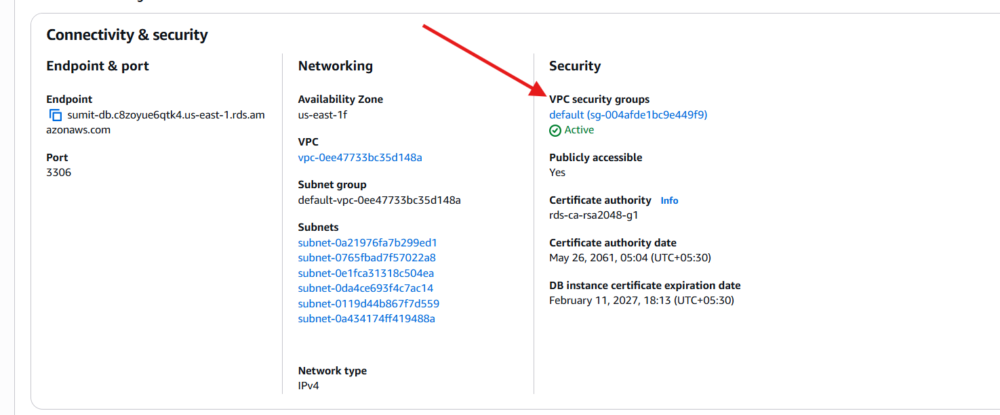 Connectivity & security
Endpoint & port
Endpoint
sumit-db.c8zoyue6qtk4.us-east-1.rds.am
azonaws.com
Port
3306
Networking
Availability Zone
us-east-1f
VPC
vpc-0ee47733bc35d148a
Subnet group
default-vpc-0ee47733bc35d148a
Subnets
subnet-0a21976fa7b299ed1
subnet-0765fbad7f57022a8
subnet-0e1fca31318c504ea
subnet-0da4ce693f4c7ac14
subnet-0119d44b867f7d559
subnet-0a434174ff419488a
Network type
IPv4
Security
VPC security groups
default (sg-004afde1bc9e449f9)
Active
Publicly accessible
Yes
Certificate authority Info
rds-ca-rsa2048-g1
Certificate authority date
May 26, 2061, 05:04 (UTC+05:30)
DB instance certificate expiration date
February 11, 2027, 18:13 (UTC+05:30)